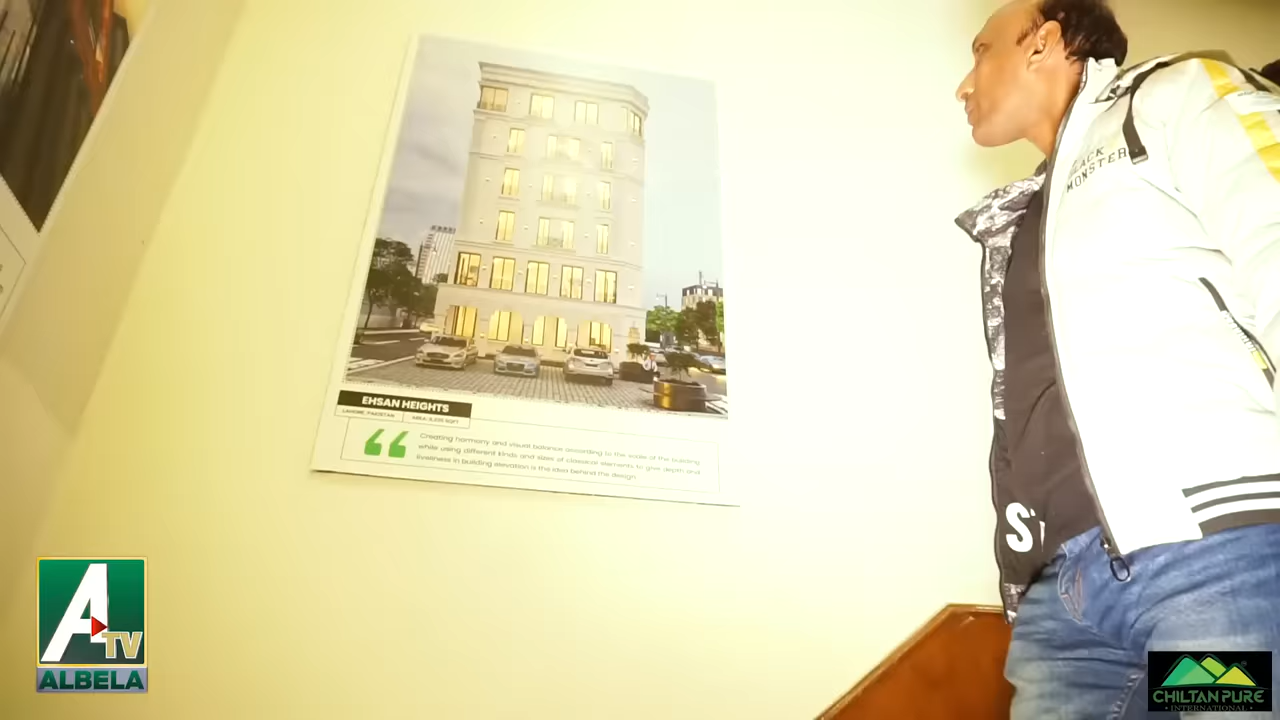 BLACK
MONSTER
EHSAN HEIGHTS
LAHORE, PAKISTAN
Creating harmony and visual balance according to the scale of the building
while using different kinds and sizes of classical elements to give depth and
liveliness in building elevation is the idea behind the design.
S
A
TV
ALBELA
CHILTAN PURE
• INTERNATIONAL •